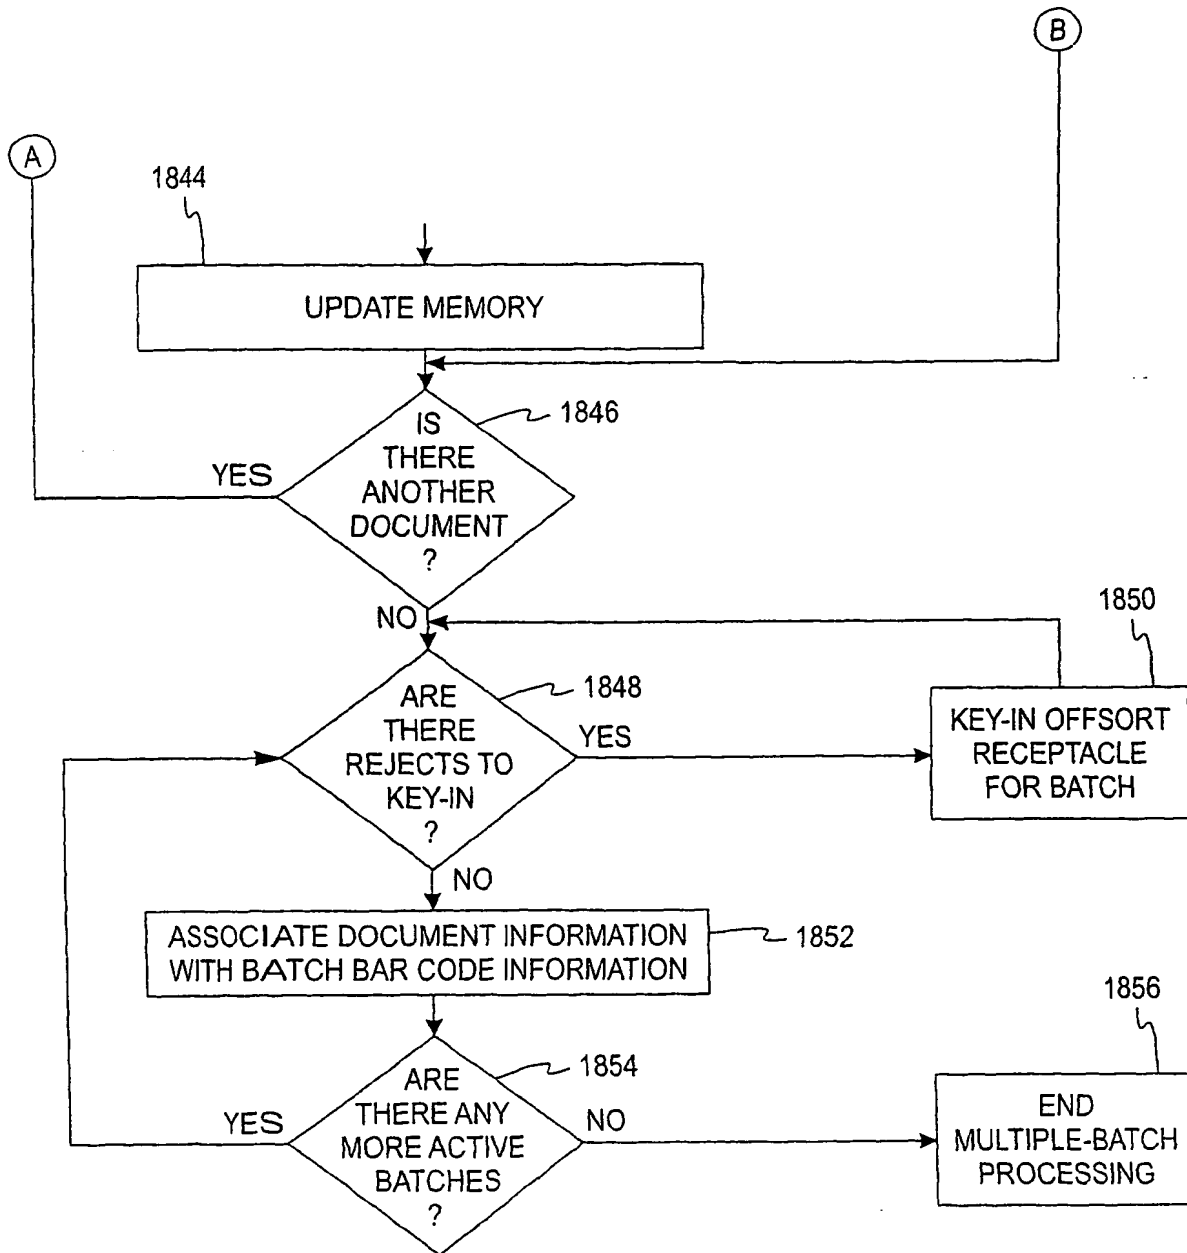 B
A
1844
UPDATE MEMORY
1846
IS
THERE
ANOTHER
DOCUMENT
?
YES
NO
1850
1848
ARE
THERE
REJECTS TO
KEY-IN
?
YES
KEY-IN OFFSORT
RECEPTACLE
FOR BATCH
NO
ASSOCIATE DOCUMENT INFORMATION
WITH BATCH BAR CODE INFORMATION
1852
1856
1854
ARE
THERE ANY
MORE ACTIVE
BATCHES
?
YES
NO
END
MULTIPLE-BATCH
PROCESSING